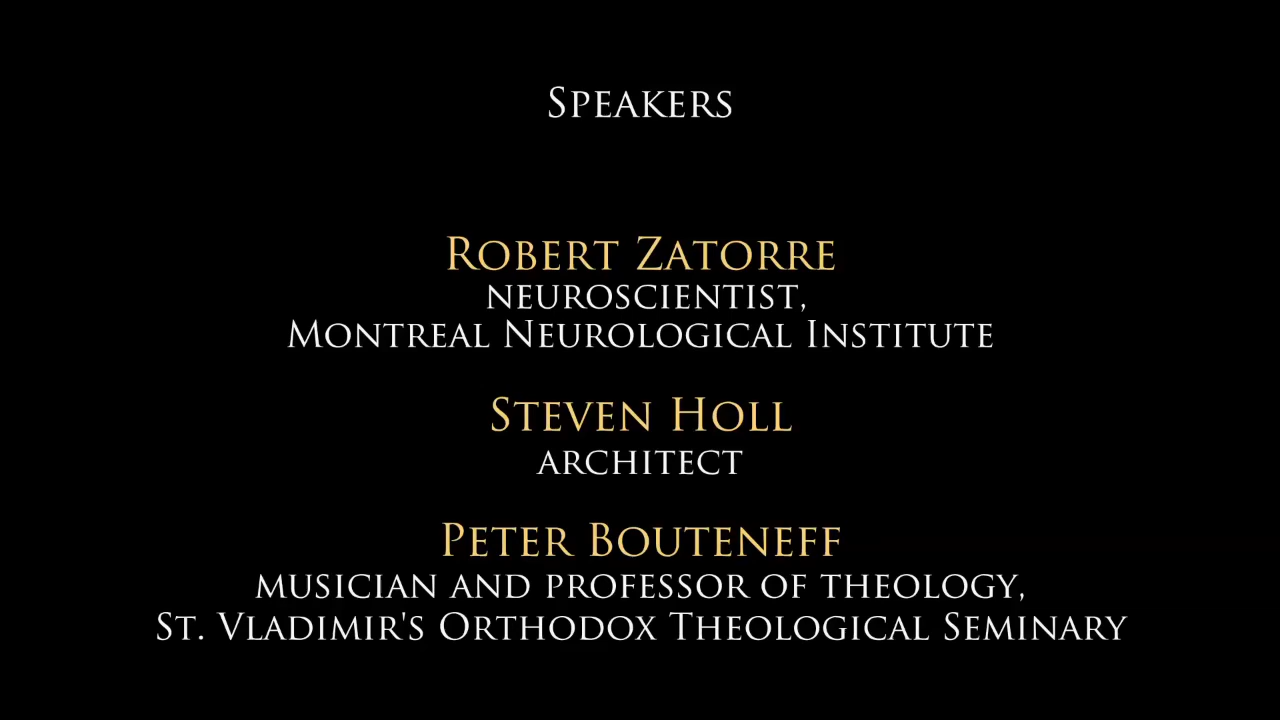 Speakers
Robert Zatorre
neuroscientist,
Montreal Neurological Institute
Steven Holl
architect
Peter Bouteneff
musician and professor of theology,
St. Vladimir's Orthodox Theological Seminary